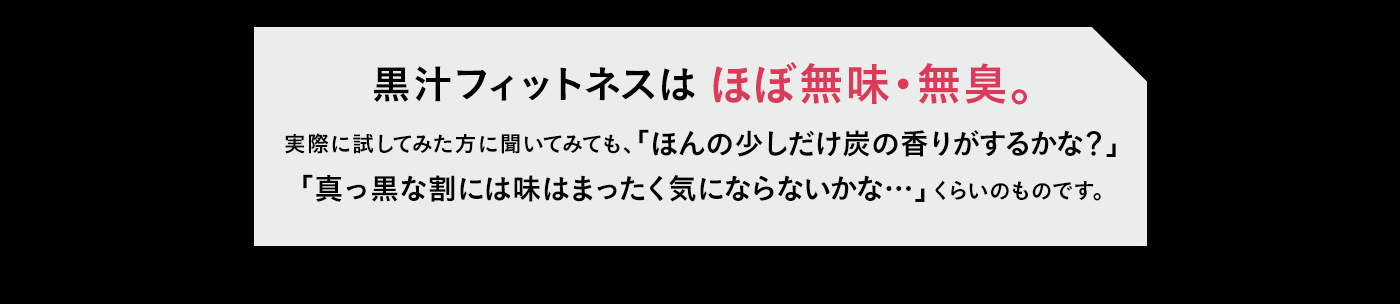 黒汁フィットネスは ほぼ無味・無臭。
実際に試してみた方に聞いてみても、「ほんの少しだけ炭の香りがするかな？」
「真っ黒な割には味はまったく気にならないかな…」くらいのものです。